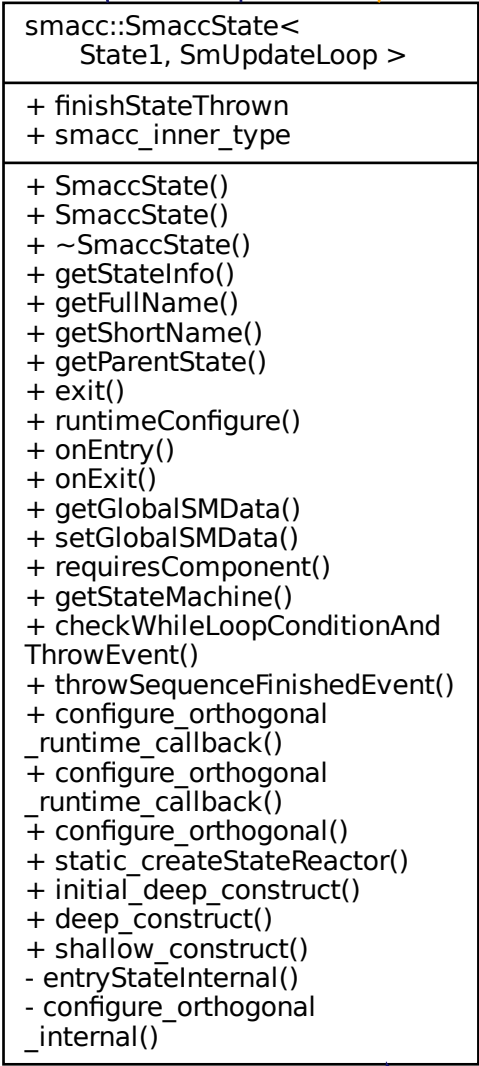 smacc::SmaccState<
State1, SmUpdateLoop >
+ finishStateThrown
+ smacc_inner_type
+ SmaccState()
+ SmaccState()
+ ~SmaccState()
+ getStateInfo()
+ getFullName()
+ getShortName()
+ getParentState()
+ exit()
+ runtimeConfigure()
+ onEntry()
+ onExit()
+ getGlobalSMData()
+ setGlobalSMData()
+ requiresComponent()
+ getStateMachine()
+ checkWhileLoopConditionAnd
ThrowEvent()
+ throwSequenceFinishedEvent()
+ configure_orthogonal
_runtime_callback()
+ configure_orthogonal
_runtime_callback()
+ configure_orthogonal()
+ static_createStateReactor()
+ initial_deep_construct()
+ deep_construct()
+ shallow_construct()
- entryStateInternal()
- configure_orthogonal
_internal()